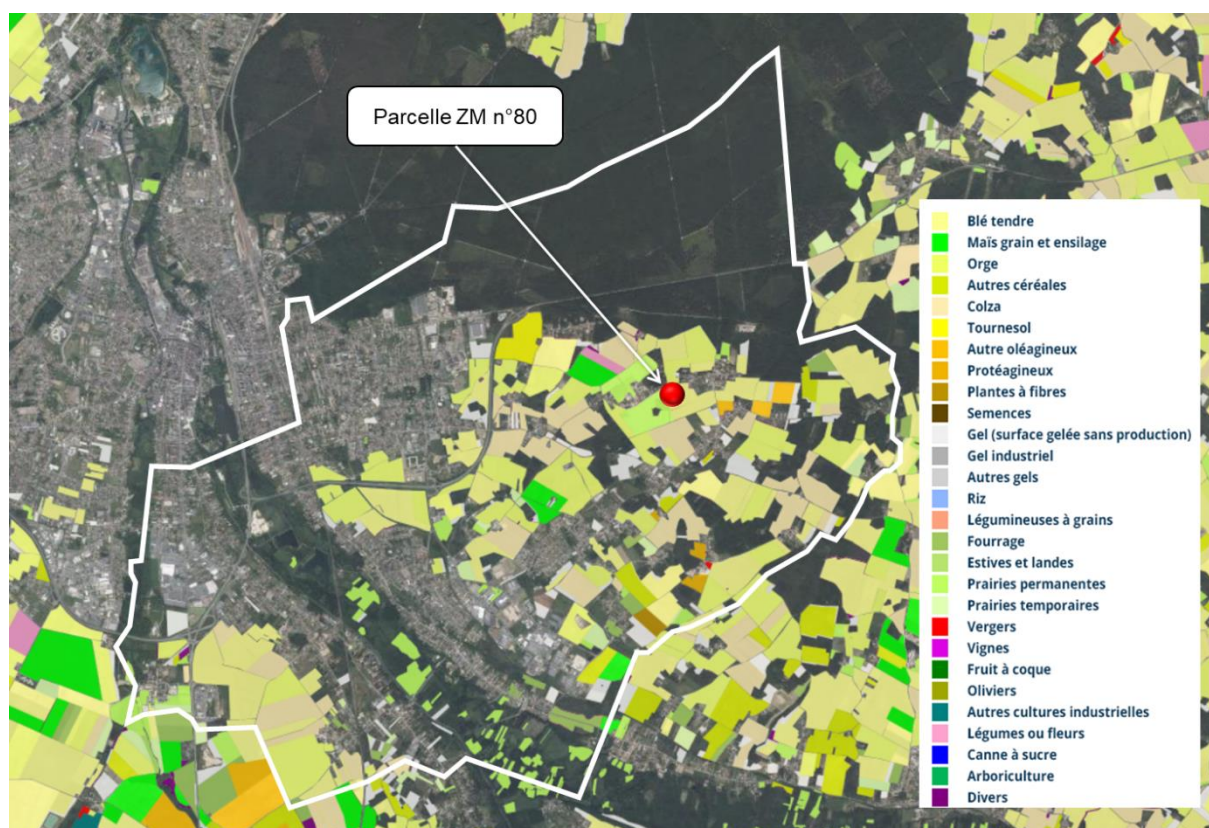 Parcelle ZM n°80
Blé tendre
Maïs grain et ensilage
Orge
Autres céréales
Colza
Tournesol
Autre oléagineux
Protéagineux
Plantes à fibres
Semences
Gel (surface gelée sans production)
Gel industriel
Autres gels
Riz
Légumineuses à grains
Fourrage
Estives et landes
Prairies permanentes
Prairies temporaires
Vergers
Vignes
Fruit à coque
Oliviers
Autres cultures industrielles
Légumes ou fleurs
Canne à sucre
Arboriculture
Divers